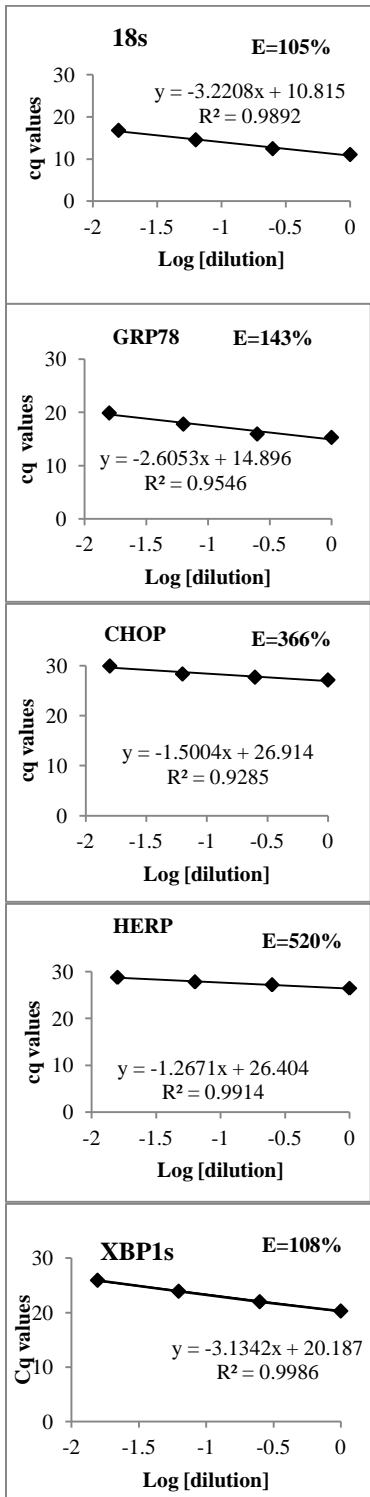 18s E=105%
30
y = -3.2208x + 10.815
R² = 0.9892
20
10
0
cq values
-2 -1.5 -1 -0.5 0
Log [dilution]
GRP78 E=143%
30
20
10
y = -2.6053x + 14.896
R² = 0.9546
0
cq values
-2 -1.5 -1 -0.5 0
Log [dilution]
CHOP E=366%
30
20
y = -1.5004x + 26.914
R² = 0.9285
10
0
cq values
-2 -1.5 -1 -0.5 0
Log [dilution]
HERP E=520%
30
20
10
y = -1.2671x + 26.404
R² = 0.9914
0
cq values
-2 -1.5 -1 -0.5 0
Log [dilution]
XBP1s E=108%
30
20
y = -3.1342x + 20.187
R² = 0.9986
10
0
Cq values
-2 -1.5 -1 -0.5 0
Log [dilution]